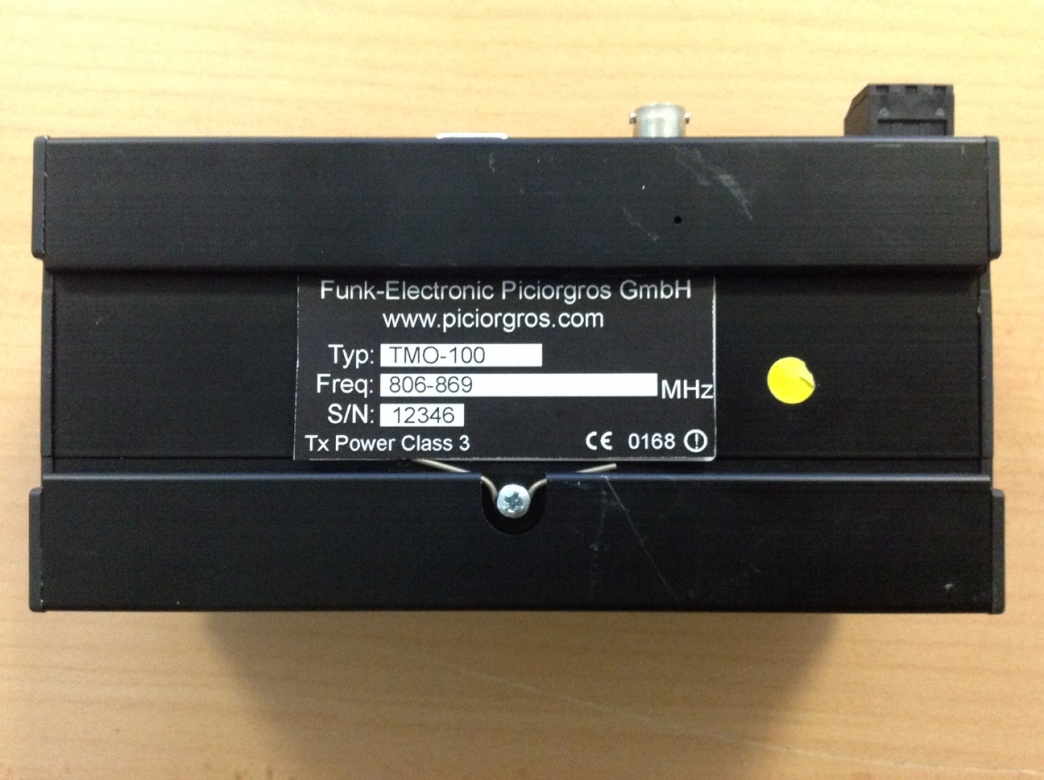 Funk-Electronic Piciorgros GmbH
www.piciorgros.com
Typ: TMO-100
Freq: 806-869 MHz
S/N: 12346
Tx Power Class 3 CE 0168